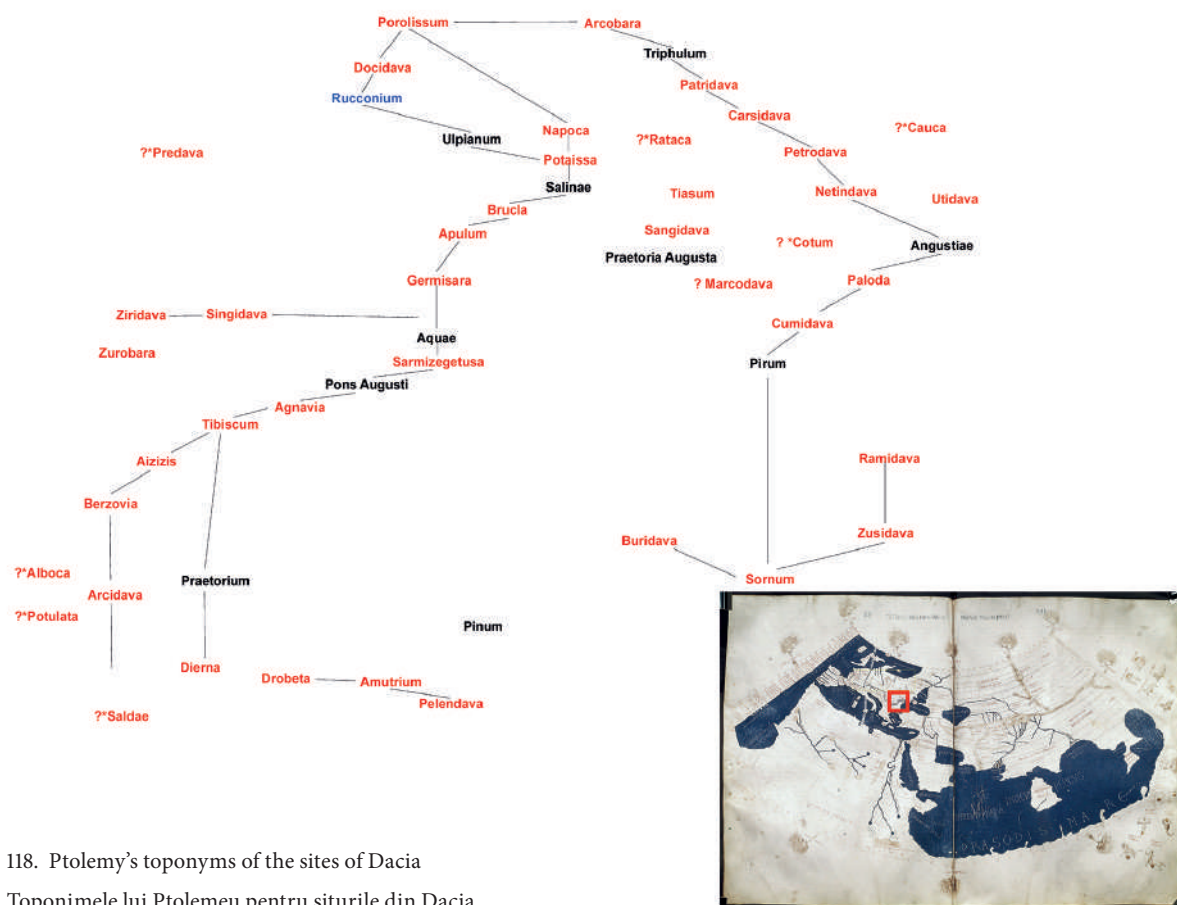 Porolissum
Arcobara
Triphulum
Docidava
Patridava
Rucconium
Carsidava
Napoca
?*Cauca
Ulpianum
?*Rataca
?*Predava
Potaissa
Petrodava
Salinae
Tiasum
Netindava
Utidava
Brucla
Apulum
Sangidava
? *Cotum
Angustiae
Praetoria Augusta
Germisara
? Marcodava
Paloda
Ziridava
Singidava
Cumidava
Aquae
Zurobara
Sarmizegetusa
Pirum
Pons Augusti
Agnavia
Tibiscum
Aizizis
Ramidava
Berzovia
Buridava
Zusidava
?*Alboca
Praetorium
Sornum
Arcidava
?*Potulata
Pinum
Dierna
Drobeta
Amutrium
Pelendava
?*Saldae
PRASODIS MARE
118. Ptolemy's toponyms of the sites of Dacia
Toponimele lui Ptolemeu pentru siturile din Dacia